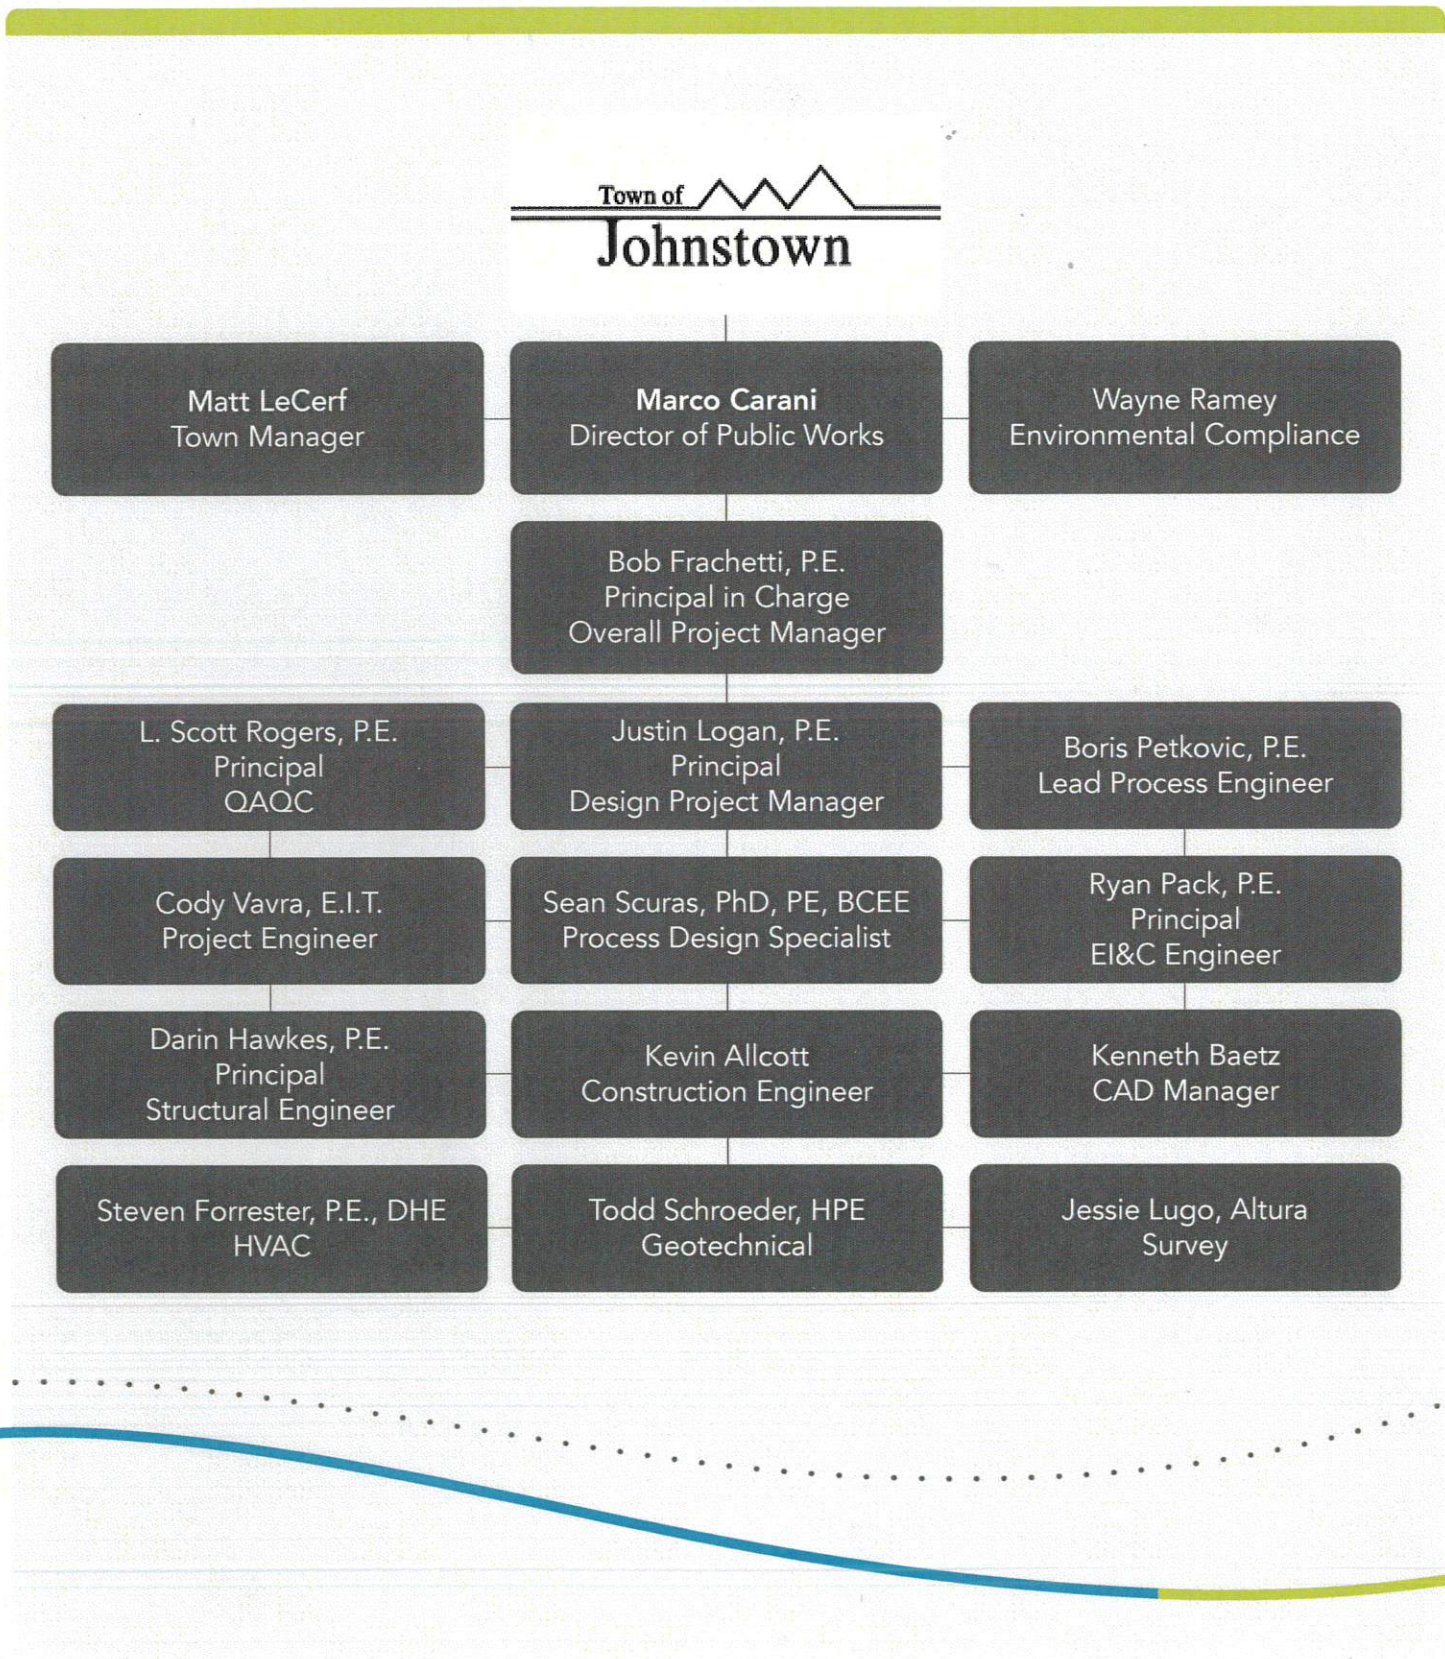 Town of
Johnstown
Matt LeCerf
Town Manager
Marco Carani
Director of Public Works
Wayne Ramey
Environmental Compliance
Bob Frachetti, P.E.
Principal in Charge
Overall Project Manager
L. Scott Rogers, P.E.
Principal
QAQC
Justin Logan, P.E.
Principal
Design Project Manager
Boris Petkovic, P.E.
Lead Process Engineer
Cody Vavra, E.I.T.
Project Engineer
Sean Scuras, PhD, PE, BCEE
Process Design Specialist
Ryan Pack, P.E.
Principal
EI&C Engineer
Darin Hawkes, P.E.
Principal
Structural Engineer
Kevin Allcott
Construction Engineer
Kenneth Baetz
CAD Manager
Steven Forrester, P.E., DHE
HVAC
Todd Schroeder, HPE
Geotechnical
Jessie Lugo, Altura
Survey